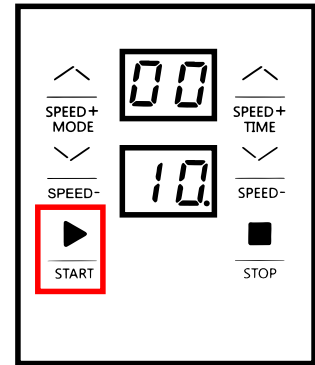 00
SPEED+
MODE
SPEED+
TIME
10.
SPEED-
SPEED-
START
STOP